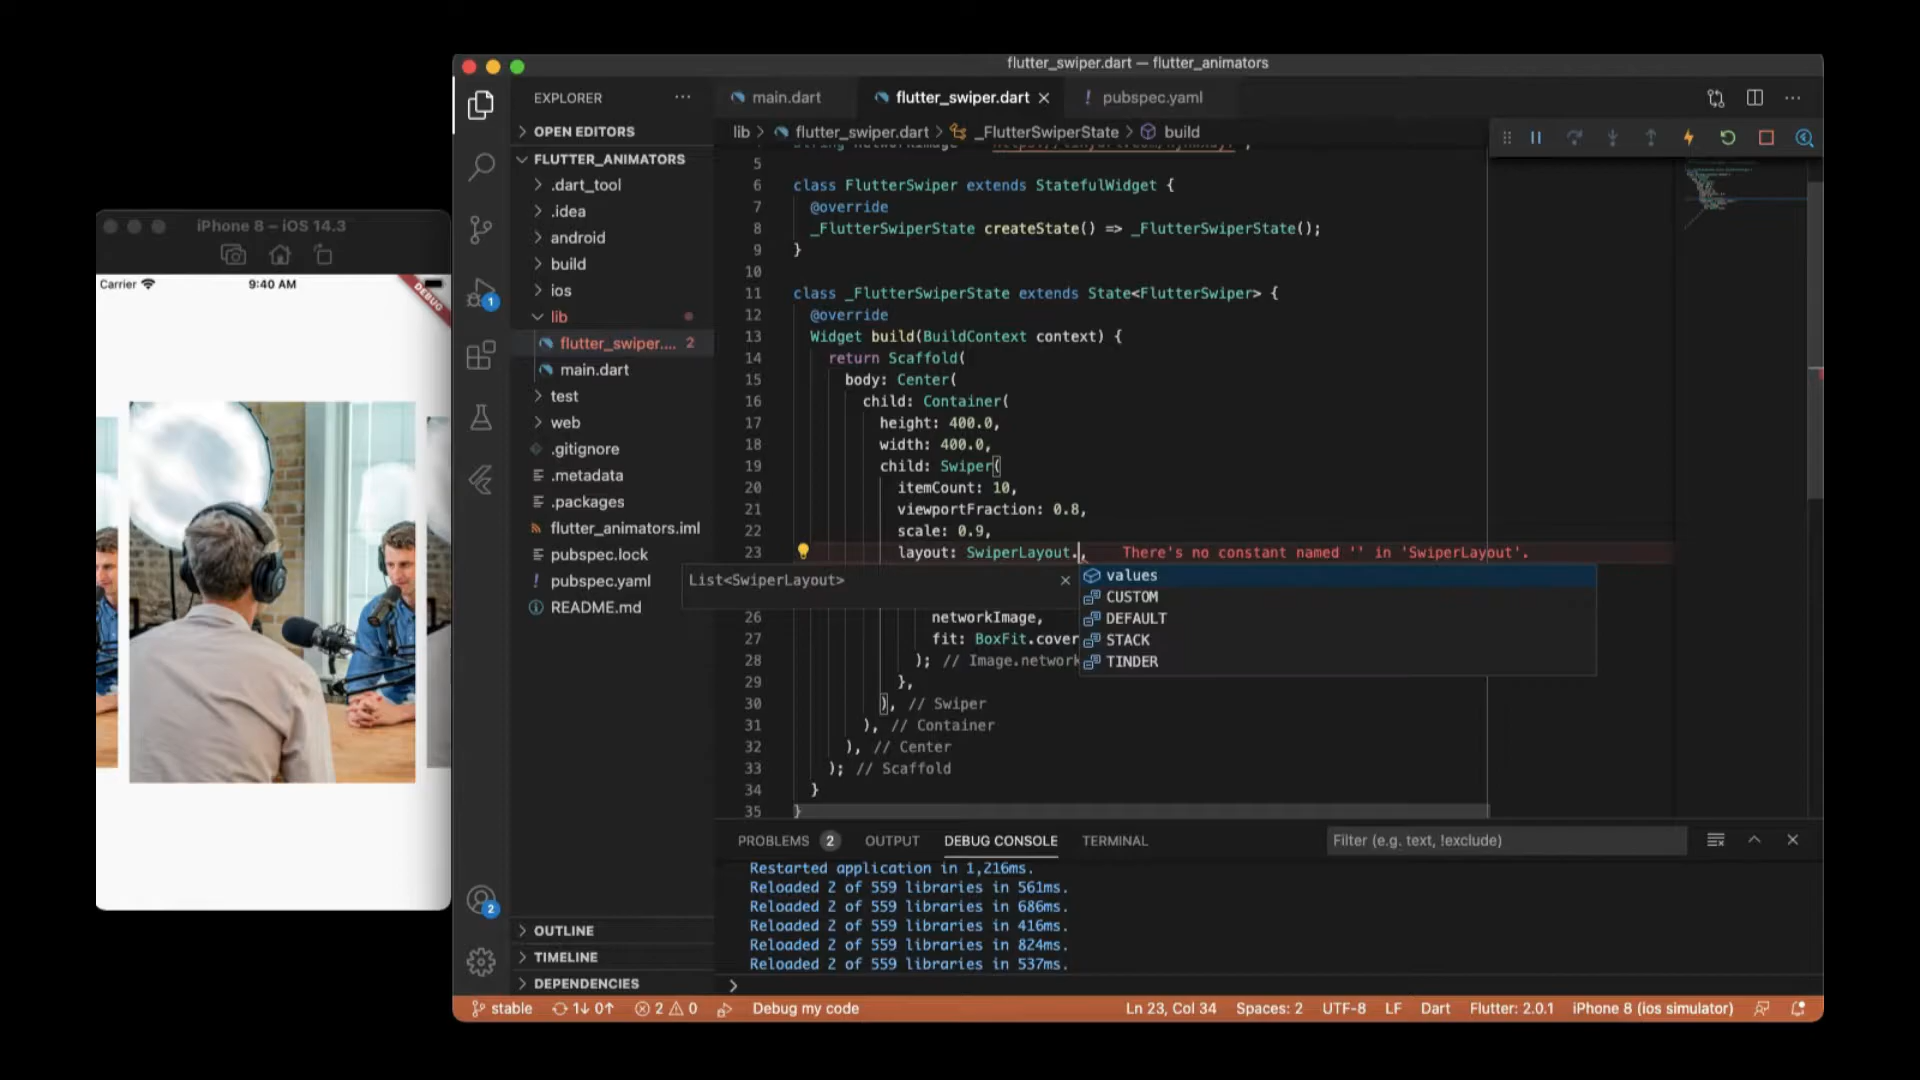 flutter_swiper.dart — flutter_animators
EXPLORER
main.dart
flutter_swiper.dart
! pubspec.yaml
OPEN EDITORS
lib > flutter_swiper.dart > _FlutterSwiperState > build
FLUTTER_ANIMATORS
.dart_tool
.idea
android
build
ios
lib
flutter_swiper.... 2
main.dart
test
web
.gitignore
.metadata
.packages
flutter_animators.iml
pubspec.lock
! pubspec.yaml
README.md
OUTLINE
TIMELINE
DEPENDENCIES
1
2
iPhone 8 – iOS 14.3
Carrier
9:40 AM
DEBUG
5
6 class FlutterSwiper extends StatefulWidget {
7 @override
8 _FlutterSwiperState createState() => _FlutterSwiperState();
9 }
10
11 class _FlutterSwiperState extends State<FlutterSwiper> {
12 @override
13 Widget build(BuildContext context) {
14 return Scaffold(
15 body: Center(
16 child: Container(
17 height: 400.0,
18 width: 400.0,
19 child: Swiper(
20 itemCount: 10,
21 viewportFraction: 0.8,
22 scale: 0.9,
23 layout: SwiperLayout., There's no constant named '' in 'SwiperLayout'.
List<SwiperLayout>
values
CUSTOM
DEFAULT
STACK
TINDER
26 networkImage,
27 fit: BoxFit.cover
28 ); // Image.network
29 },
30 ), // Swiper
31 ), // Container
32 ), // Center
33 ); // Scaffold
34 }
35 }
PROBLEMS 2 OUTPUT DEBUG CONSOLE TERMINAL
Filter (e.g. text, !exclude)
Restarted application in 1,216ms.
Reloaded 2 of 559 libraries in 561ms.
Reloaded 2 of 559 libraries in 686ms.
Reloaded 2 of 559 libraries in 416ms.
Reloaded 2 of 559 libraries in 824ms.
Reloaded 2 of 559 libraries in 537ms.
stable 1↓ 0↑ 2 0 Debug my code
Ln 23, Col 34 Spaces: 2 UTF-8 LF Dart Flutter: 2.0.1 iPhone 8 (ios simulator)